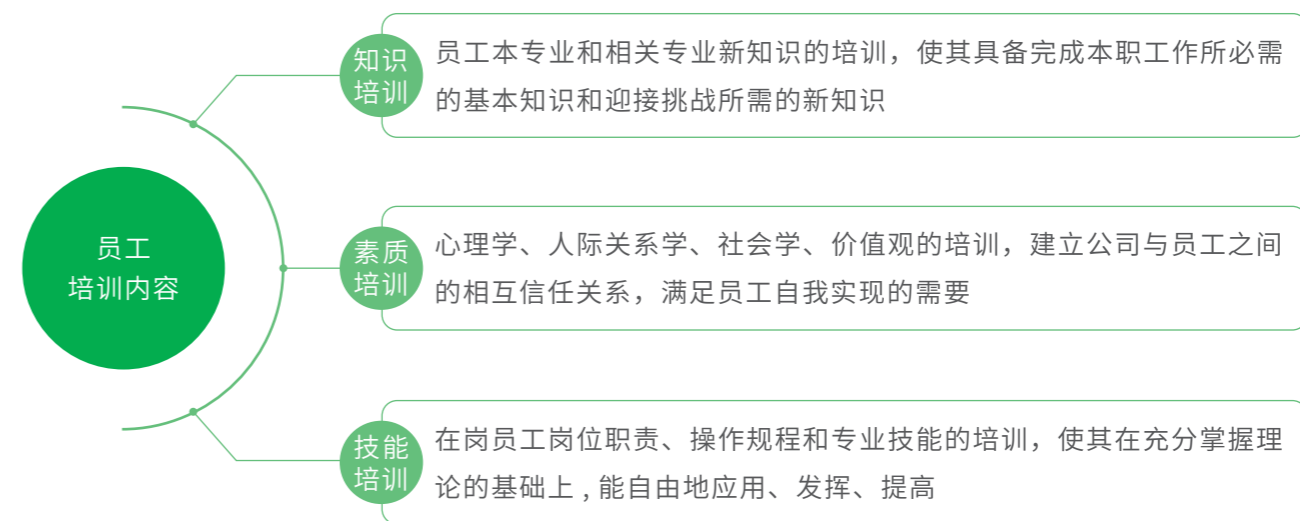 员工
培训内容
知识
培训
员工本专业和相关专业新知识的培训，使其具备完成本职工作所必需
的基本知识和迎接挑战所需的新知识
素质
培训
心理学、人际关系学、社会学、价值观的培训，建立公司与员工之间
的相互信任关系，满足员工自我实现的需要
技能
培训
在岗员工岗位职责、操作规程和专业技能的培训，使其在充分掌握理
论的基础上 , 能自由地应用、发挥、提高